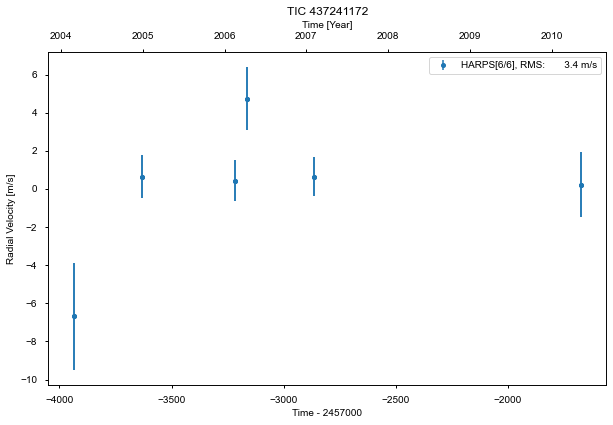 TIC 437241172
Time [Year]
2004 2005 2006 2007 2008 2009 2010
HARPS[6/6], RMS: 3.4 m/s
6
4
2
0
−2
−4
−6
−8
−10
Radial Velocity [m/s]
−4000 −3500 −3000 −2500 −2000
Time - 2457000